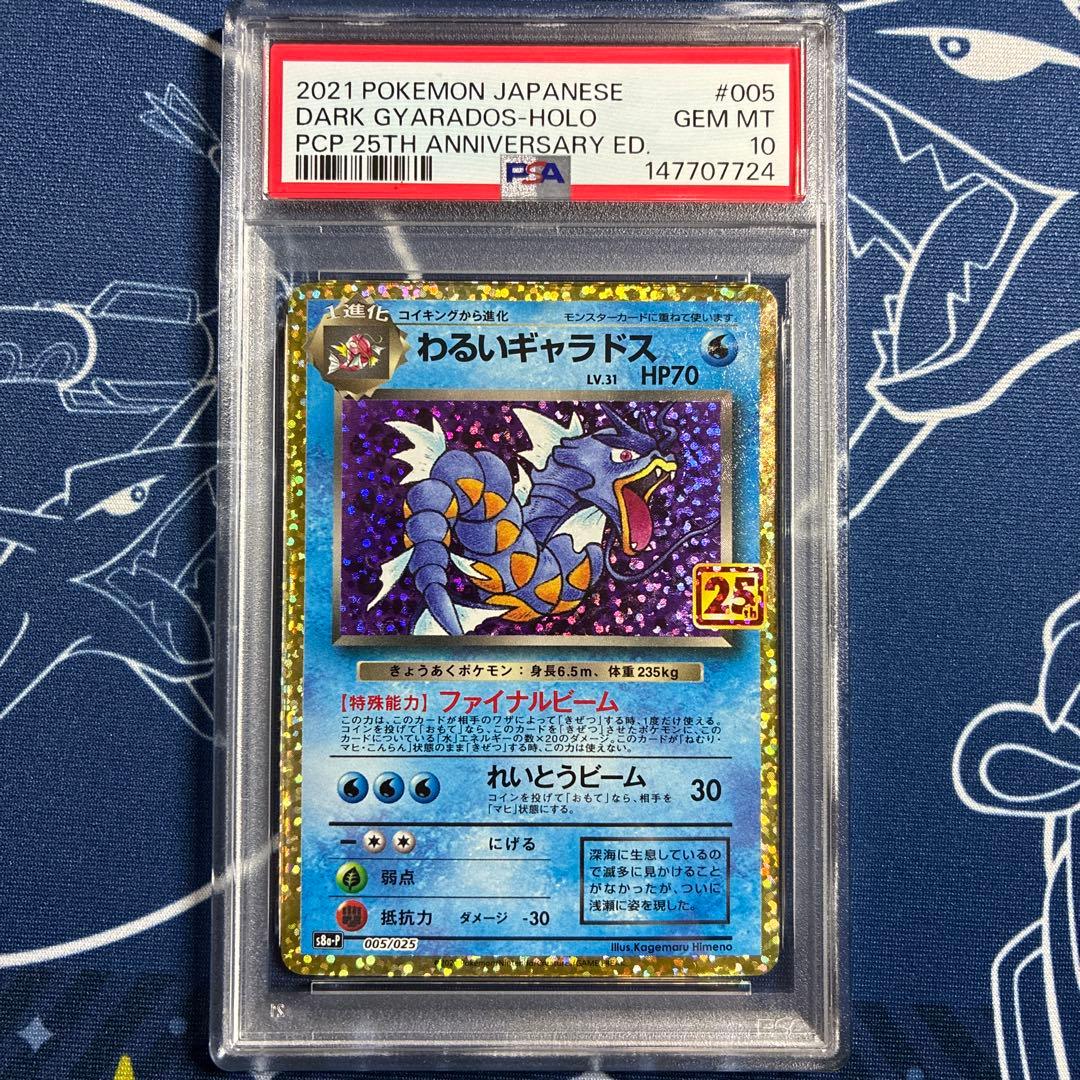 2021 POKEMON JAPANESE #005
DARK GYARADOS-HOLO GEM MT
PCP 25TH ANNIVERSARY ED. 10
PSA 147707724
1進化 コイキングから進化 モンスターカードに重ねて使います。
わるいギャラドス
LV.31 HP70
25th
きょうあくポケモン：身長6.5m、体重235kg
【特殊能力】ファイナルビーム
この力は、このカードが相手のワザによって「きぜつ」する時、1度だけ使える。
コインを投げて「おもて」なら、このカードを「きぜつ」させたポケモンに、この
カードについている「水」エネルギーの数×20のダメージ。このカードが「ねむり・
マヒ・こんらん」状態のまま「きぜつ」する時、この力は使えない。
れいとうビーム 30
コインを投げて「おもて」なら、相手を
「マヒ」状態にする。
にげる
弱点
抵抗力 ダメージ -30
深海に生息しているの
で滅多に見かけること
がなかったが、ついに
浅瀬に姿を現した。
s8a-P 005/025 Illus.Kagemaru Himeno